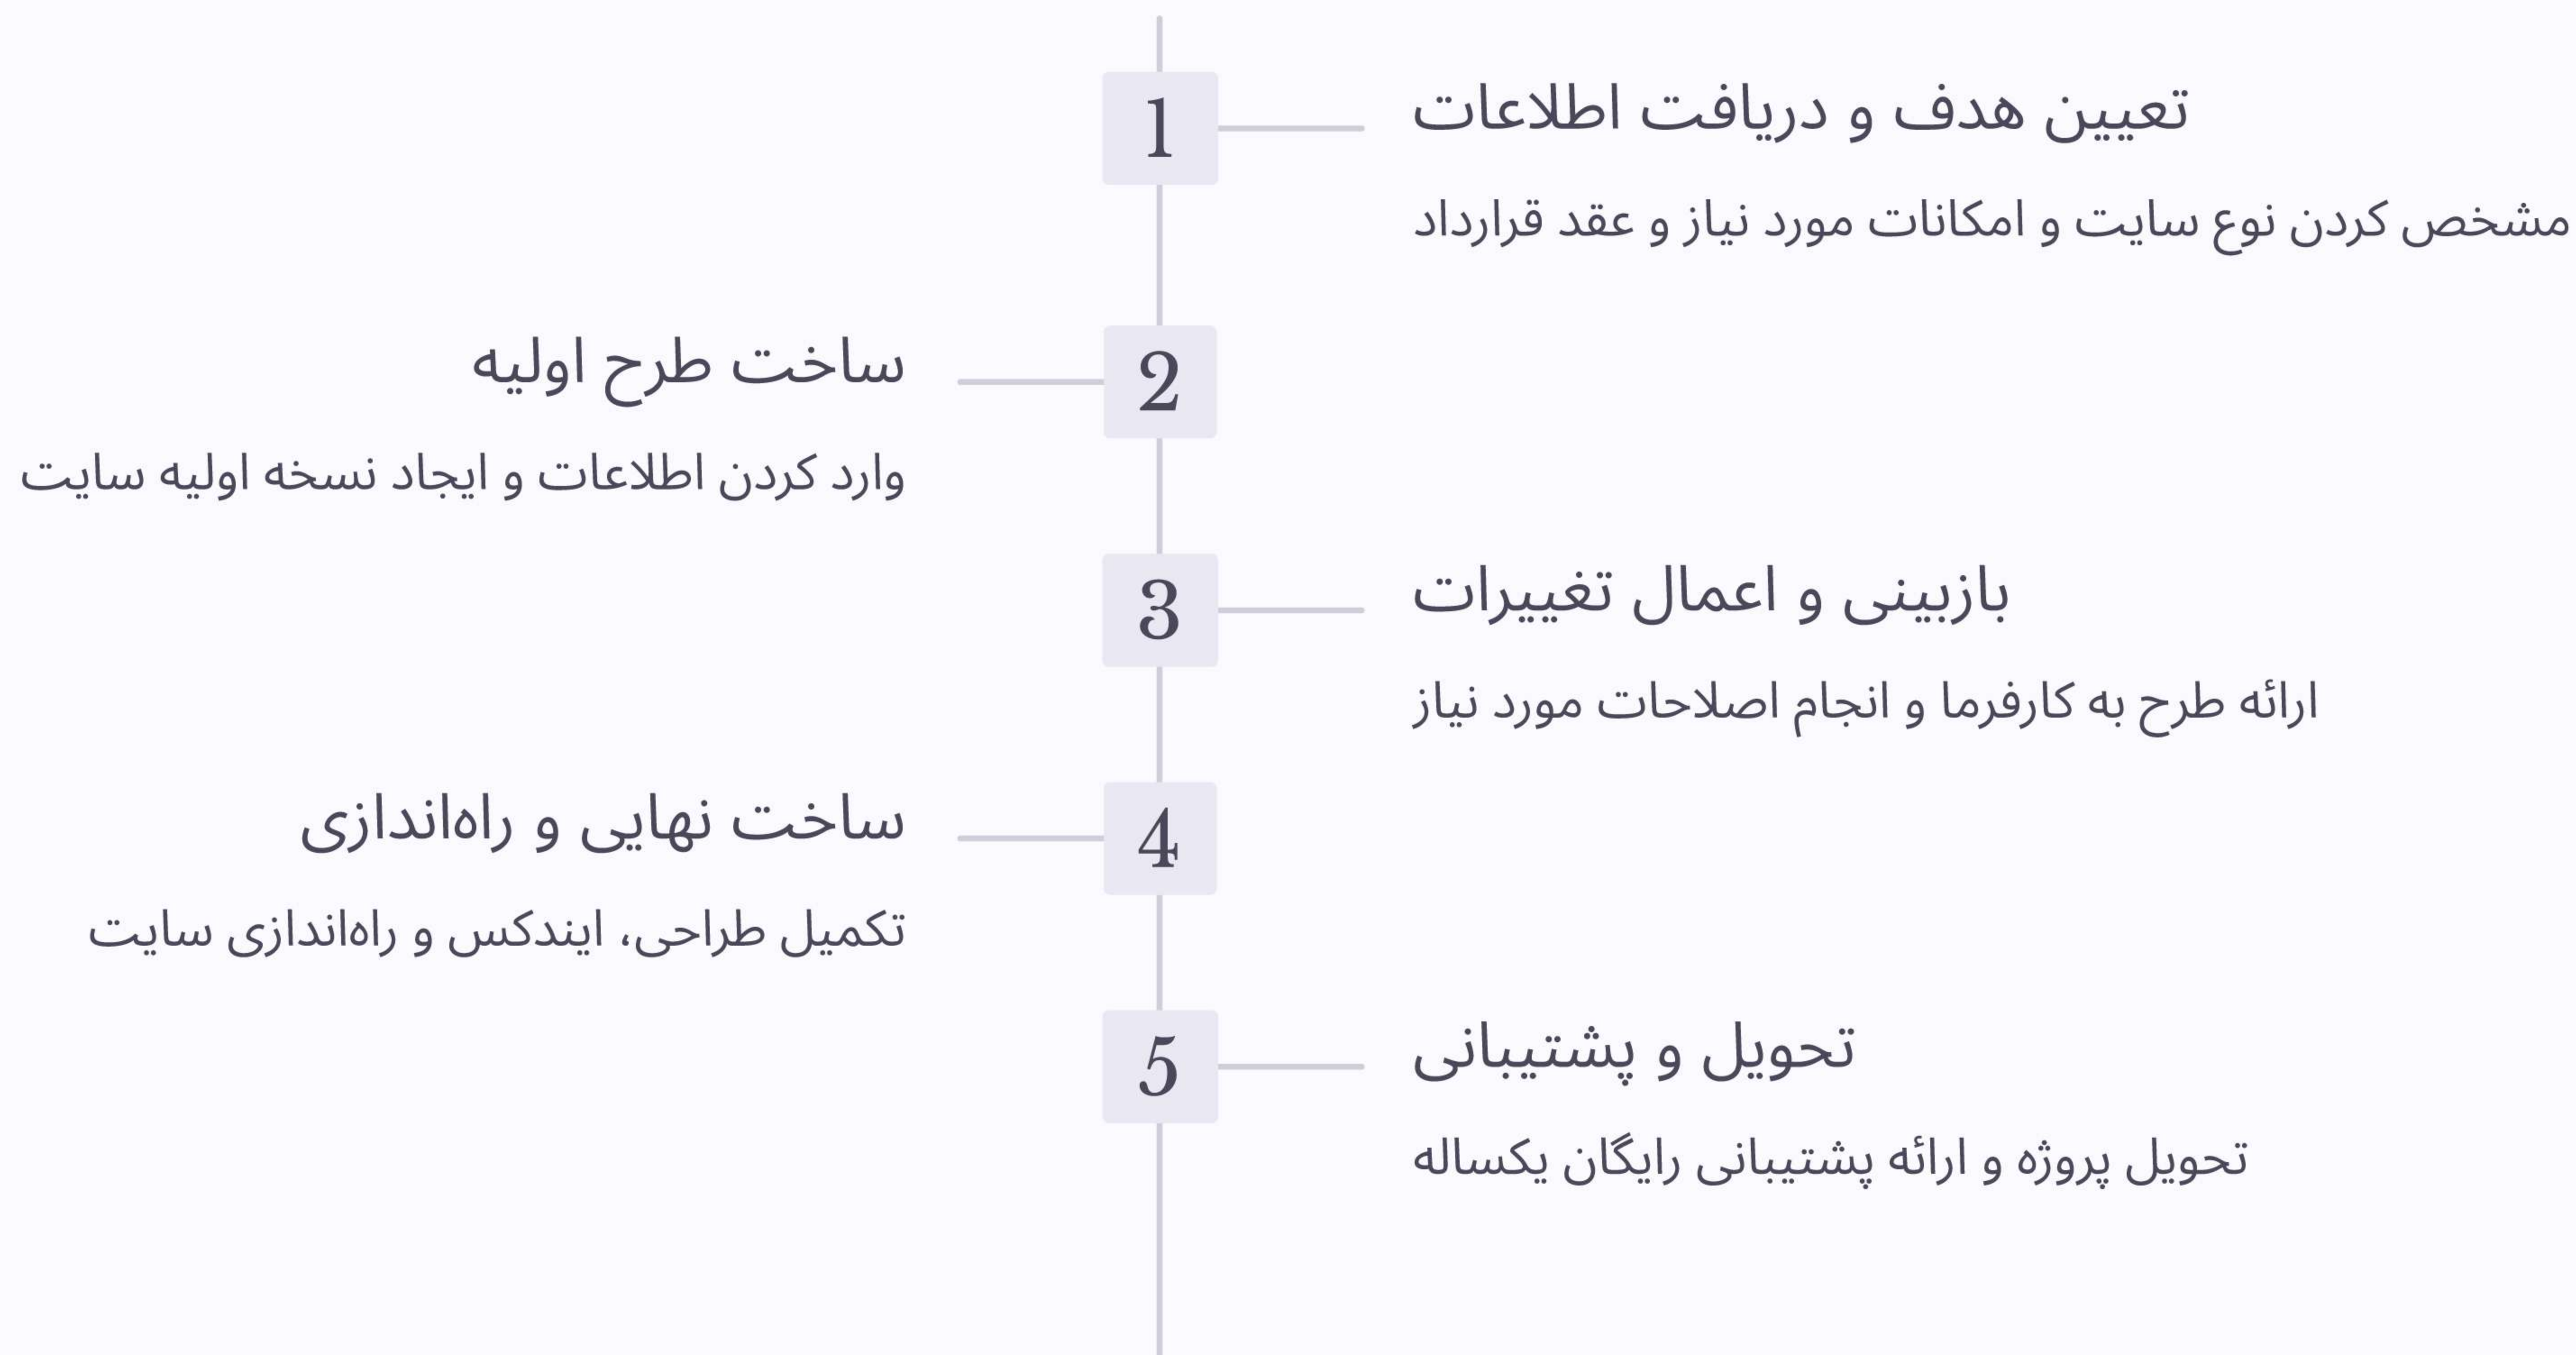 1
تعیین هدف و دریافت اطلاعات
مشخص کردن نوع سایت و امکانات مورد نیاز و عقد قرارداد
2
ساخت طرح اولیه
وارد کردن اطلاعات و ایجاد نسخه اولیه سایت
3
بازبینی و اعمال تغییرات
ارائه طرح به کارفرما و انجام اصلاحات مورد نیاز
4
ساخت نهایی و راه‌اندازی
تکمیل طراحی، ایندکس و راه‌اندازی سایت
5
تحویل و پشتیبانی
تحویل پروژه و ارائه پشتیبانی رایگان یکساله